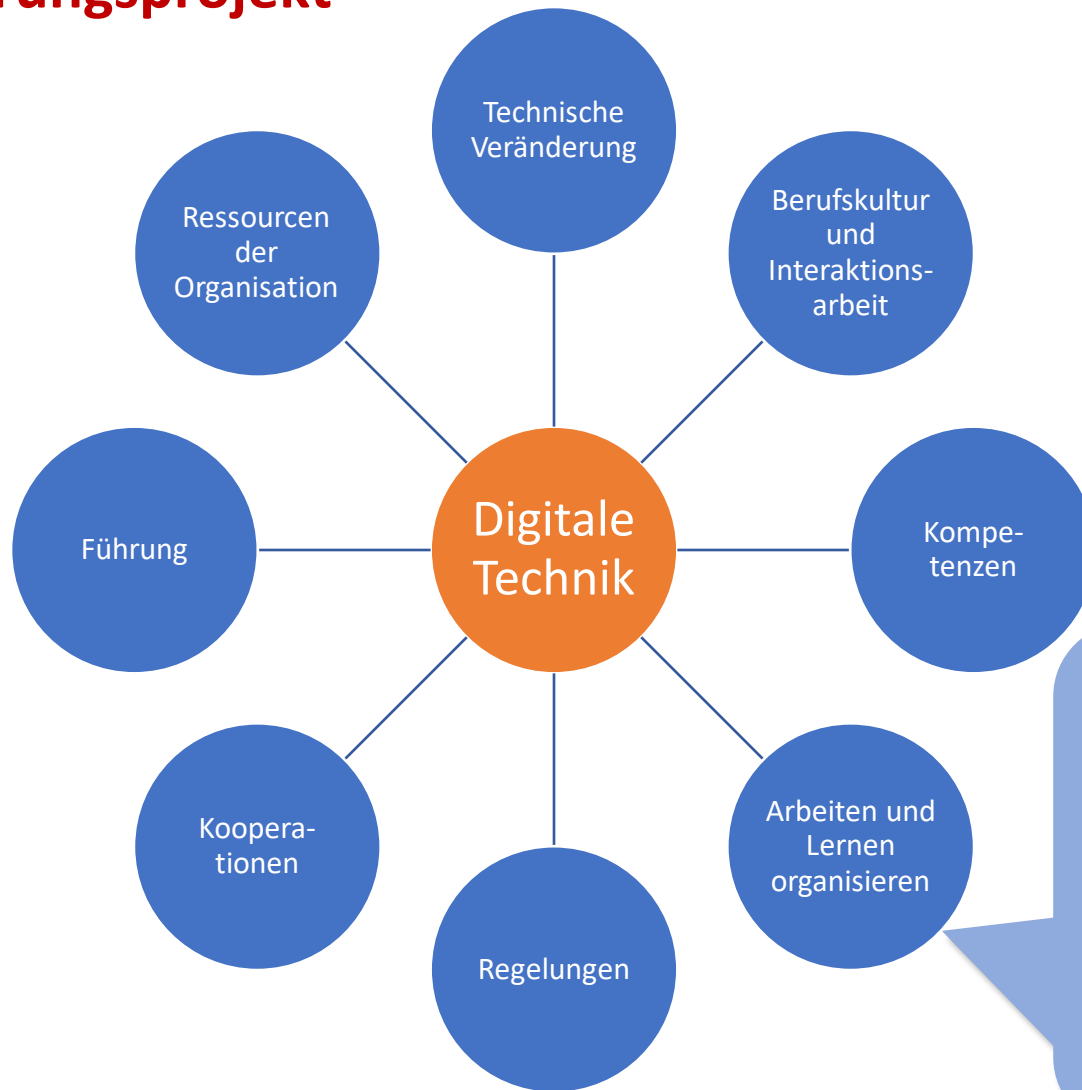 rungsprojekt
Technische
Veränderung
Berufskultur
und
Interaktions-
arbeit
Kompe-
tenzen
Arbeiten und
Lernen
organisieren
Regelungen
Koopera-
tionen
Führung
Ressourcen
der
Organisation
Digitale
Technik